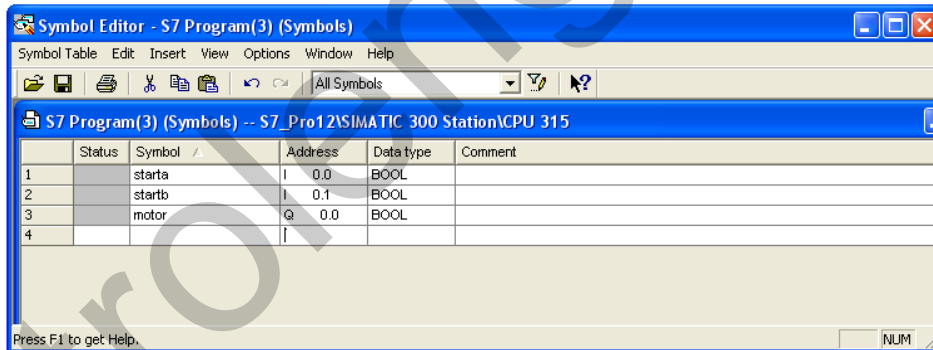 Symbol Editor - S7 Program(3) (Symbols)
Symbol Table Edit Insert View Options Window Help
All Symbols
S7 Program(3) (Symbols) -- S7_Pro12\SIMATIC 300 Station\CPU 315
Status Symbol Address Data type Comment
1 starta I 0.0 BOOL
2 startb I 0.1 BOOL
3 motor Q 0.0 BOOL
4
Press F1 to get Help.
NUM